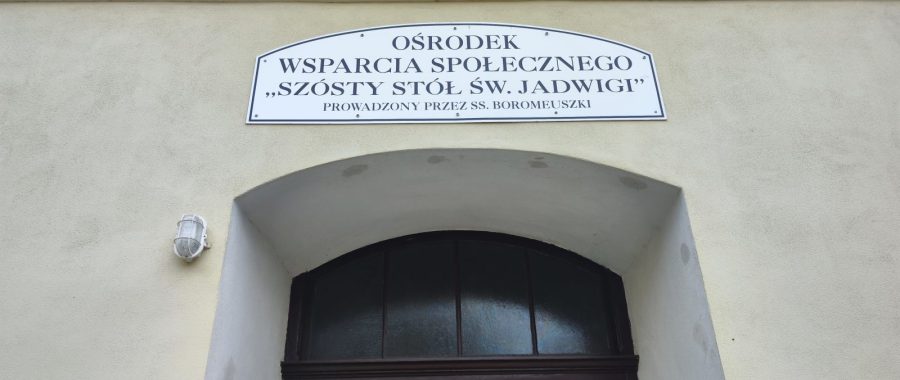 OŚRODEK
WSPARCIA SPOŁECZNEGO
„SZÓSTY STÓŁ ŚW. JADWIGI”
PROWADZONY PRZEZ SS. BOROMEUSZKI